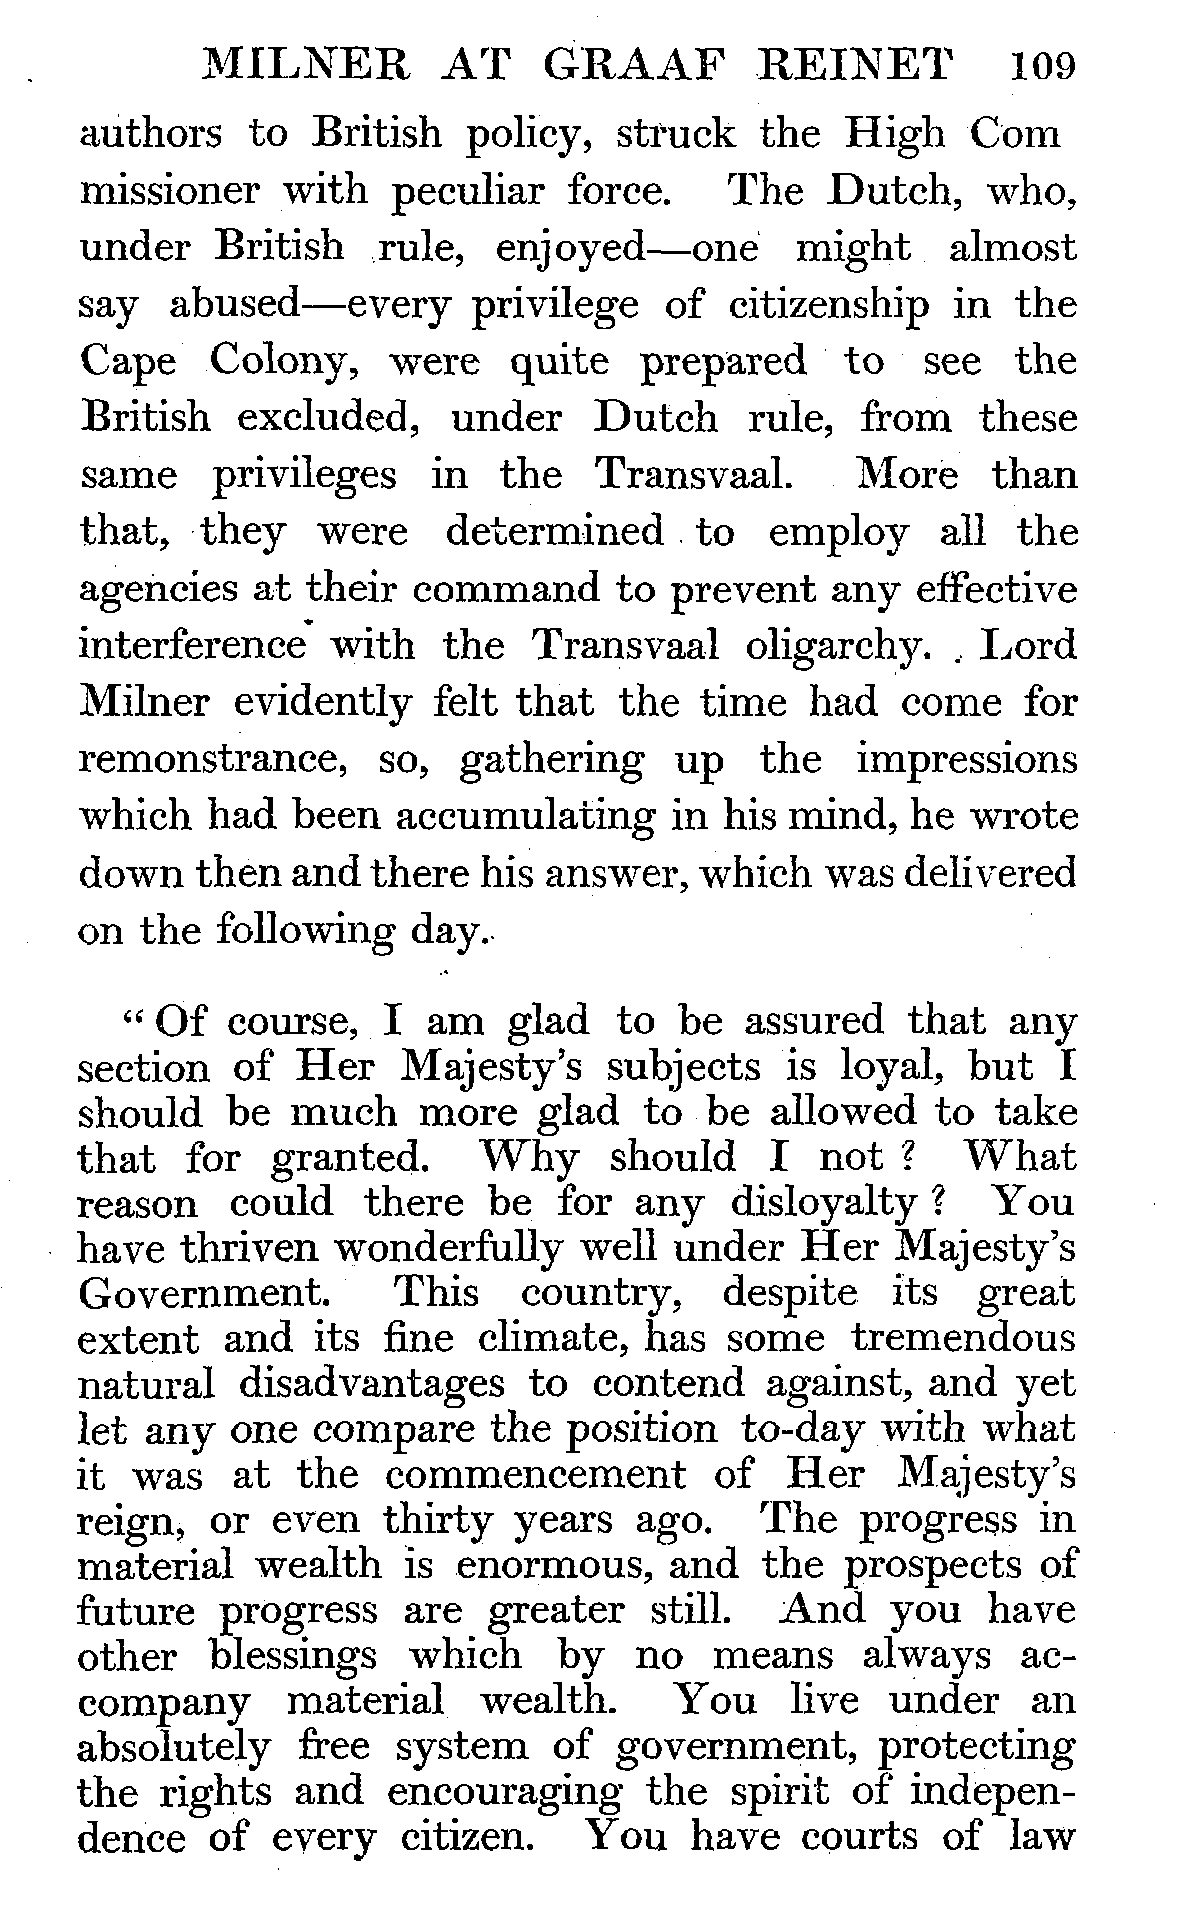 MILNER AT GRAAF REINET 109
authors to British policy, struck the High Com
missioner with peculiar force. The Dutch, who,
under British rule, enjoyed—one might almost
say abused—every privilege of citizenship in the
Cape Colony, were quite prepared to see the
British excluded, under Dutch rule, from these
same privileges in the Transvaal. More than
that, they were determined to employ all the
agencies at their command to prevent any effective
interference with the Transvaal oligarchy. Lord
Milner evidently felt that the time had come for
remonstrance, so, gathering up the impressions
which had been accumulating in his mind, he wrote
down then and there his answer, which was delivered
on the following day.
“Of course, I am glad to be assured that any
section of Her Majesty's subjects is loyal, but I
should be much more glad to be allowed to take
that for granted. Why should I not ? What
reason could there be for any disloyalty ? You
have thriven wonderfully well under Her Majesty's
Government. This country, despite its great
extent and its fine climate, has some tremendous
natural disadvantages to contend against, and yet
let any one compare the position to-day with what
it was at the commencement of Her Majesty's
reign, or even thirty years ago. The progress in
material wealth is enormous, and the prospects of
future progress are greater still. And you have
other blessings which by no means always ac-
company material wealth. You live under an
absolutely free system of government, protecting
the rights and encouraging the spirit of indepen-
dence of every citizen. You have courts of law